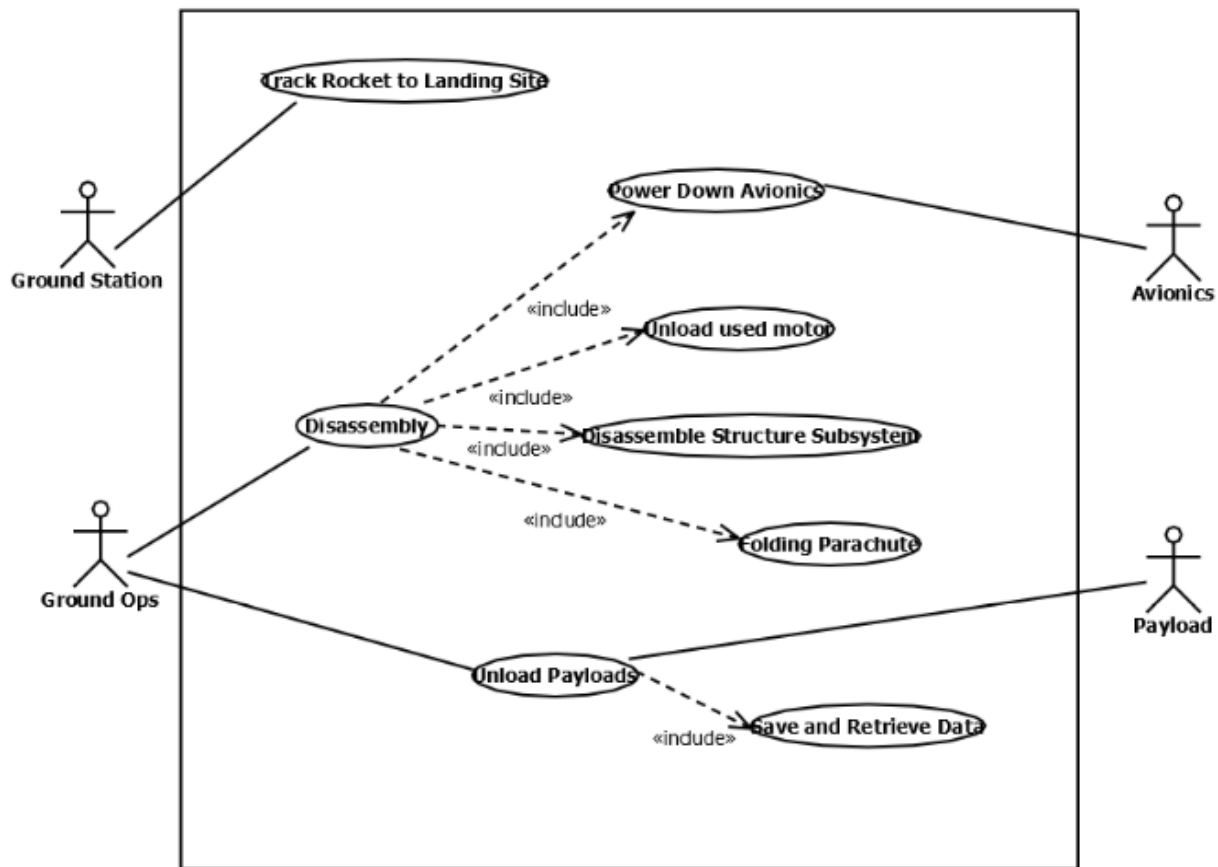 Track Rocket to Landing Site
Power Down Avionics
Ground Station
Avionics
«include»
Unload used motor
«include»
Disassembly
Disassemble Structure Subsystem
«include»
«include»
Folding Parachute
Ground Ops
Payload
Unload Payloads
Save and Retrieve Data
«include»